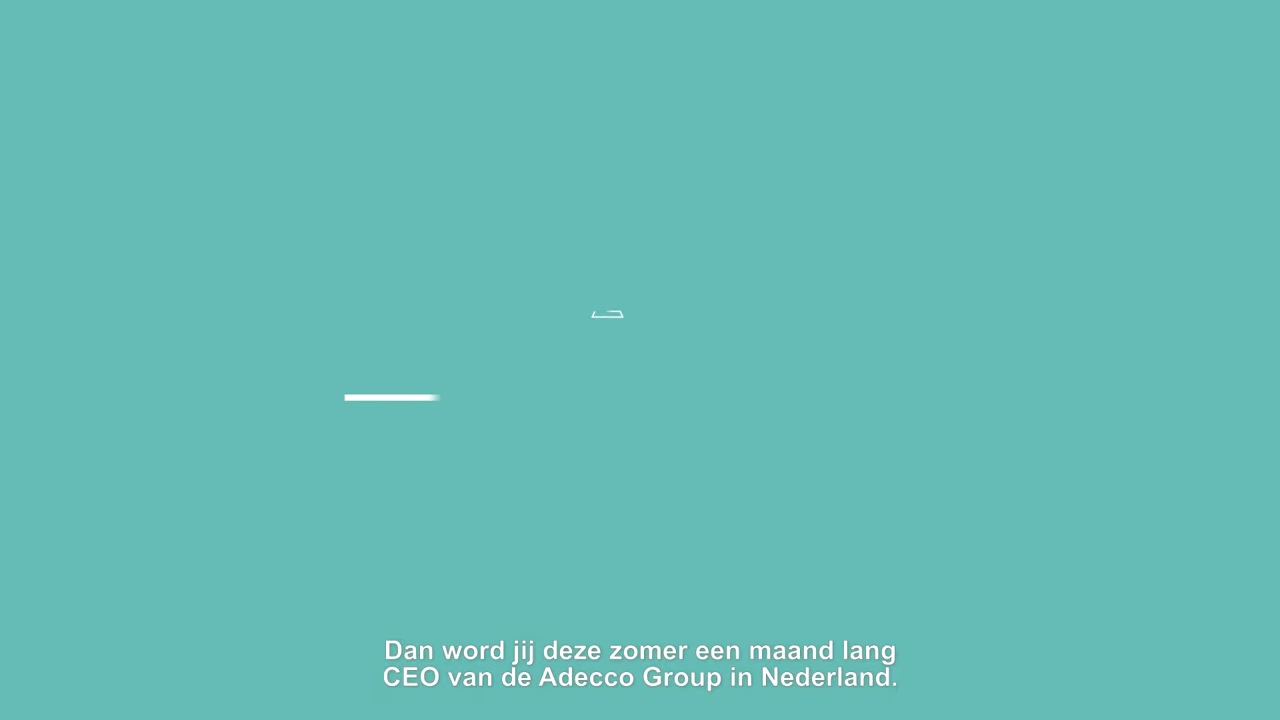 Dan word jij deze zomer een maand lang
CEO van de Adecco Group in Nederland.